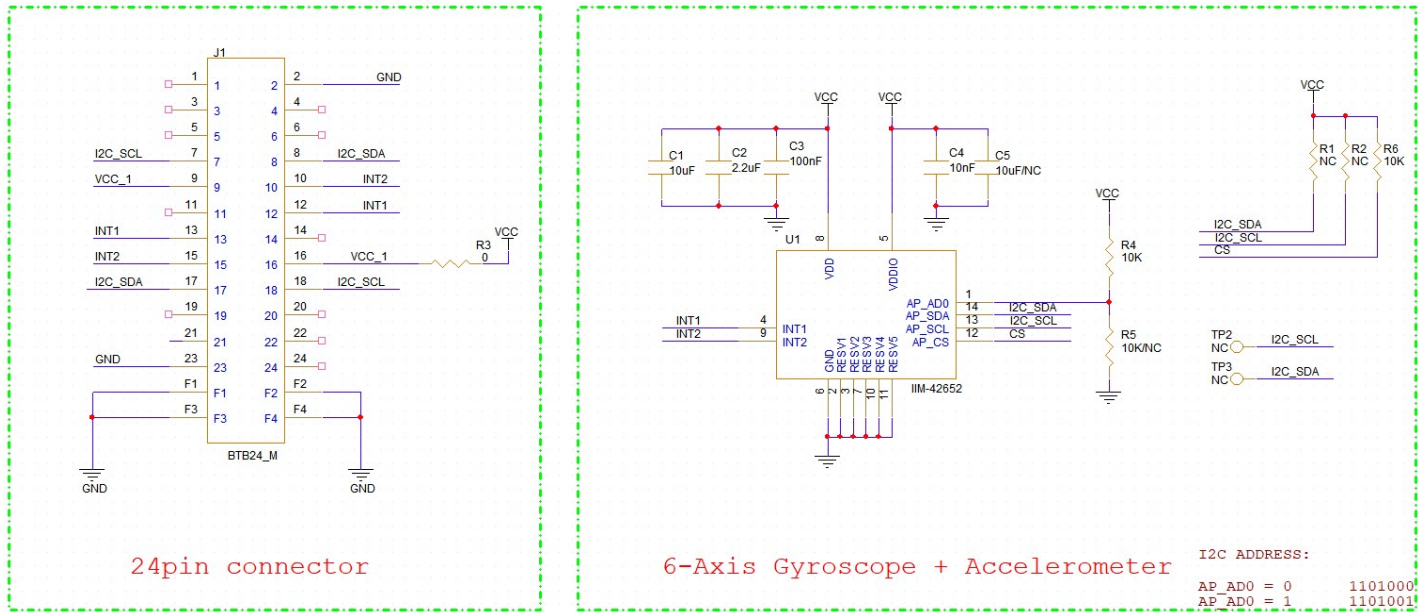 J1
1 1 2 2 GND
3 3 4 4
5 5 6 6
I2C_SCL 7 7 8 8 I2C_SDA
VCC_1 9 9 10 10 INT2
11 11 12 12 INT1
INT1 13 13 14 14
INT2 15 15 16 16 VCC_1 R3 0 VCC
I2C_SDA 17 17 18 18 I2C_SCL
19 19 20 20
21 21 22 22
GND 23 23 24 24
F1 F1 F2 F2
F3 F3 F4 F4
BTB24_M
GND GND
24pin connector
VCC VCC
C1
10uF
C2
2.2uF
C3
100nF
C4
10nF
C5
10uF/NC
U1
8 5
VDD VDDIO
INT1 4 INT1
INT2 9 INT2
AP_AD0 1
AP_SDA 14 I2C_SDA
AP_SCL 13 I2C_SCL
AP_CS 12 CS
GND RESV1 RESV2 RESV3 RESV4 RESV5
6 2 3 7 10 11
IIM-42652
VCC
R4
10K
R5
10K/NC
VCC
R1
NC
R2
NC
R6
10K
I2C_SDA
I2C_SCL
CS
TP2
NC I2C_SCL
TP3
NC I2C_SDA
6-Axis Gyroscope + Accelerometer
I2C ADDRESS:
AP_AD0 = 0 1101000
AP_AD0 = 1 1101001